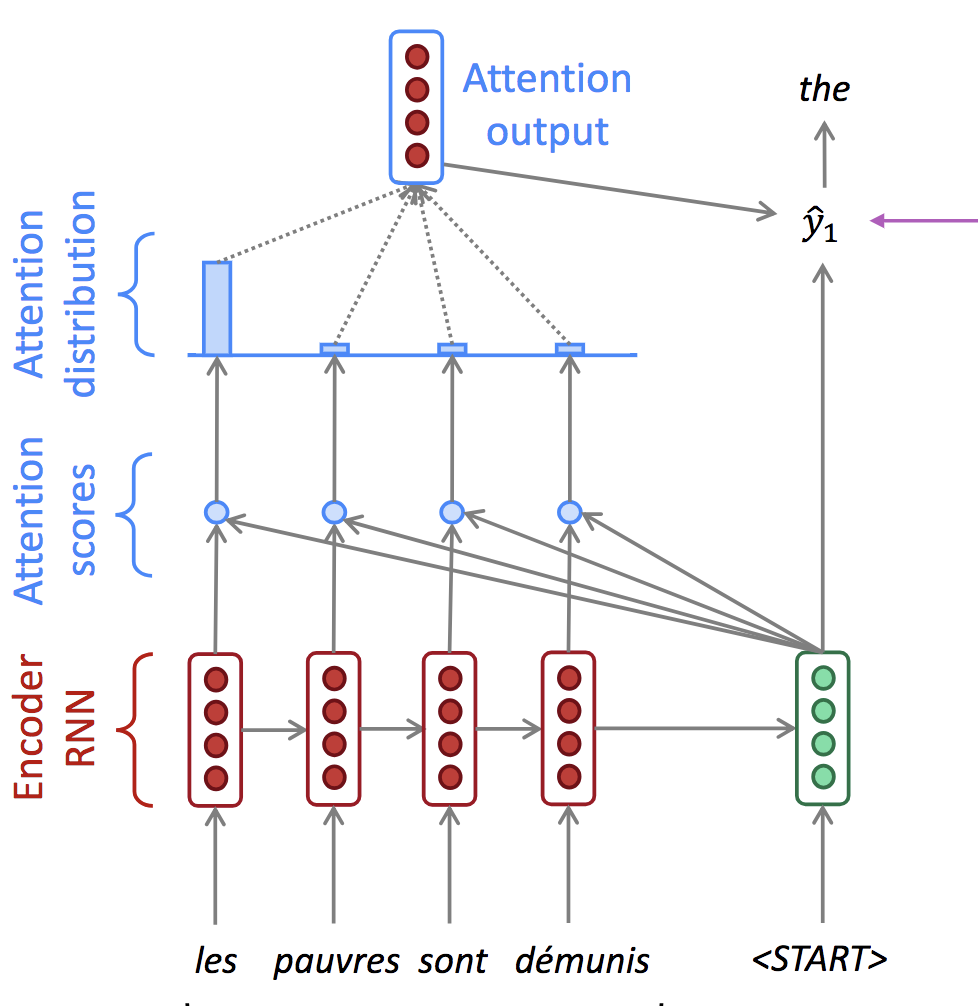 Attention
output
the
ŷ₁
Attention
distribution
Attention
scores
Encoder
RNN
les pauvres sont démunis <START>